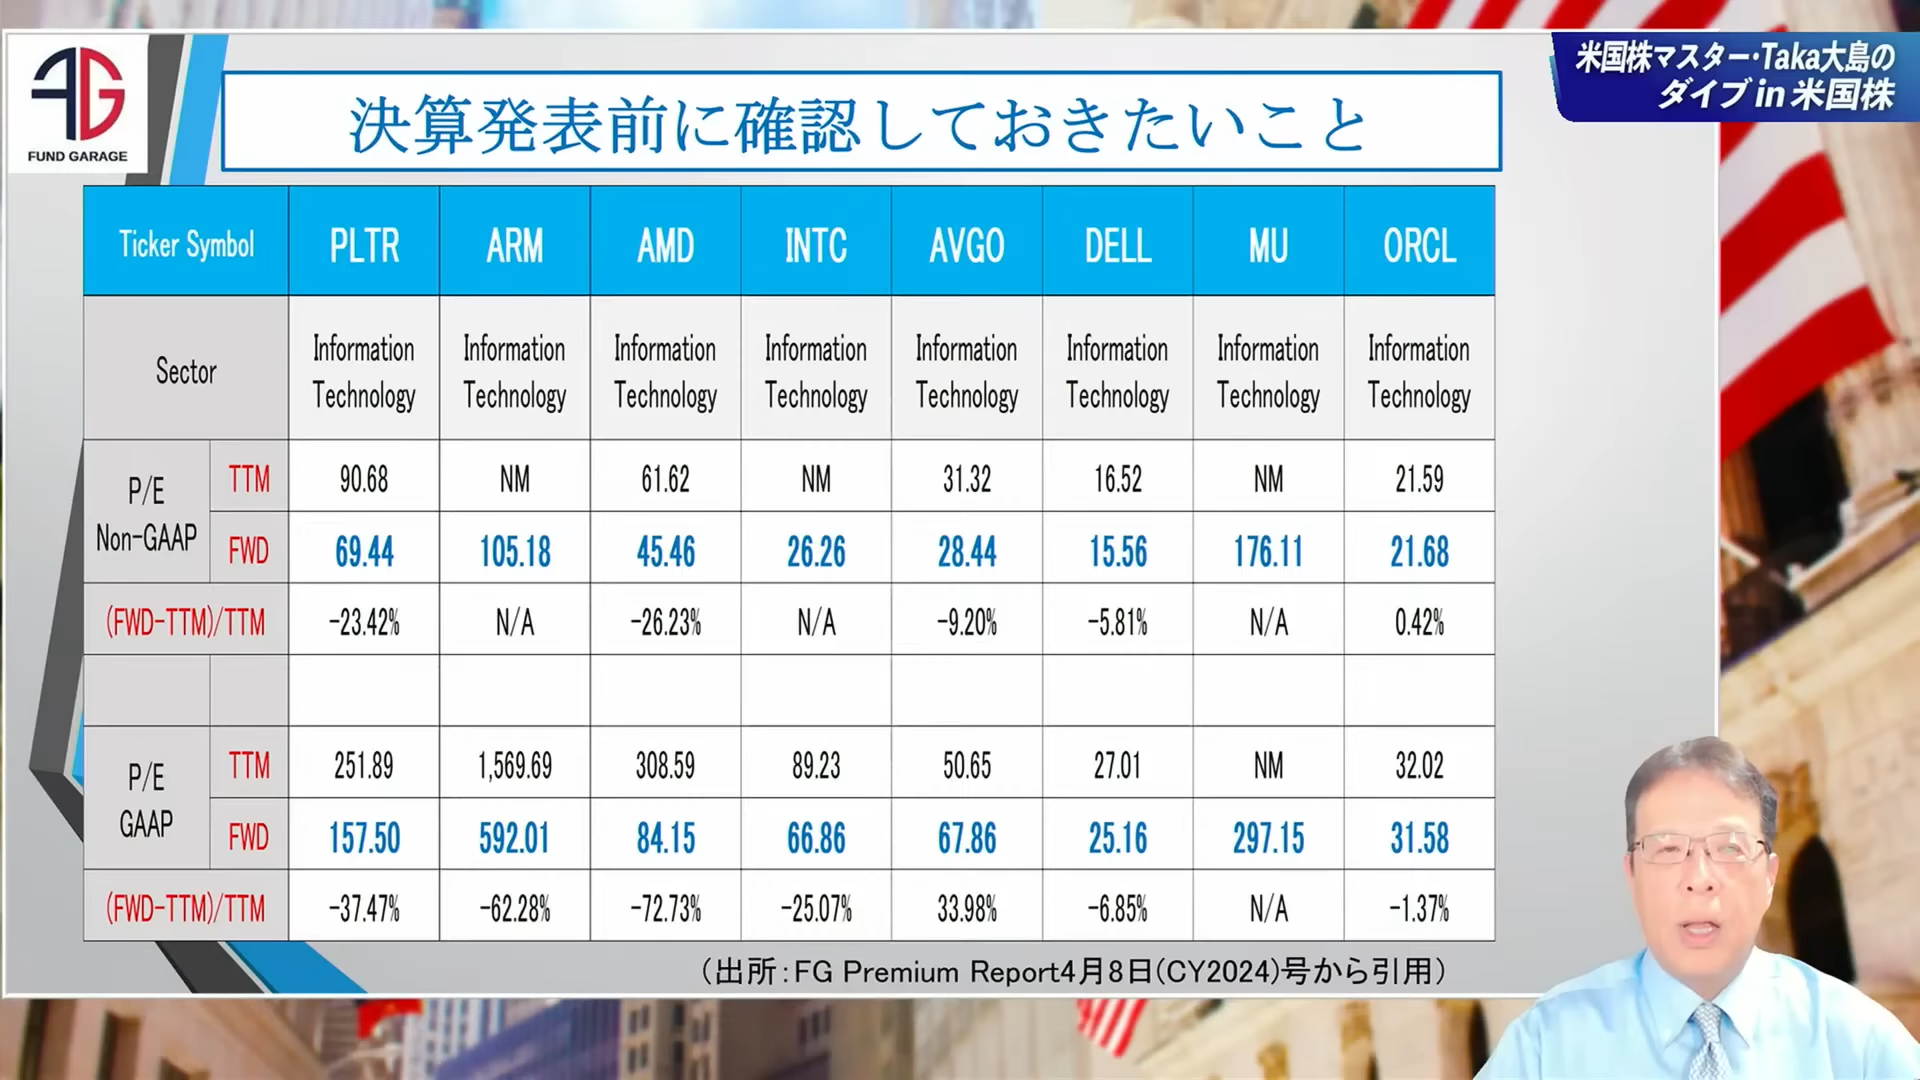 FUND GARAGE
米国株マスター・Taka大島の
ダイブ in 米国株
決算発表前に確認しておきたいこと
Ticker Symbol PLTR ARM AMD INTC AVGO DELL MU ORCL
Sector Information Technology Information Technology Information Technology Information Technology Information Technology Information Technology Information Technology Information Technology
P/E Non-GAAP TTM 90.68 NM 61.62 NM 31.32 16.52 NM 21.59
FWD 69.44 105.18 45.46 26.26 28.44 15.56 176.11 21.68
(FWD-TTM)/TTM -23.42% N/A -26.23% N/A -9.20% -5.81% N/A 0.42%
P/E GAAP TTM 251.89 1,569.69 308.59 89.23 50.65 27.01 NM 32.02
FWD 157.50 592.01 84.15 66.86 67.86 25.16 297.15 31.58
(FWD-TTM)/TTM -37.47% -62.28% -72.73% -25.07% 33.98% -6.85% N/A -1.37%
（出所：FG Premium Report4月8日(CY2024)号から引用）